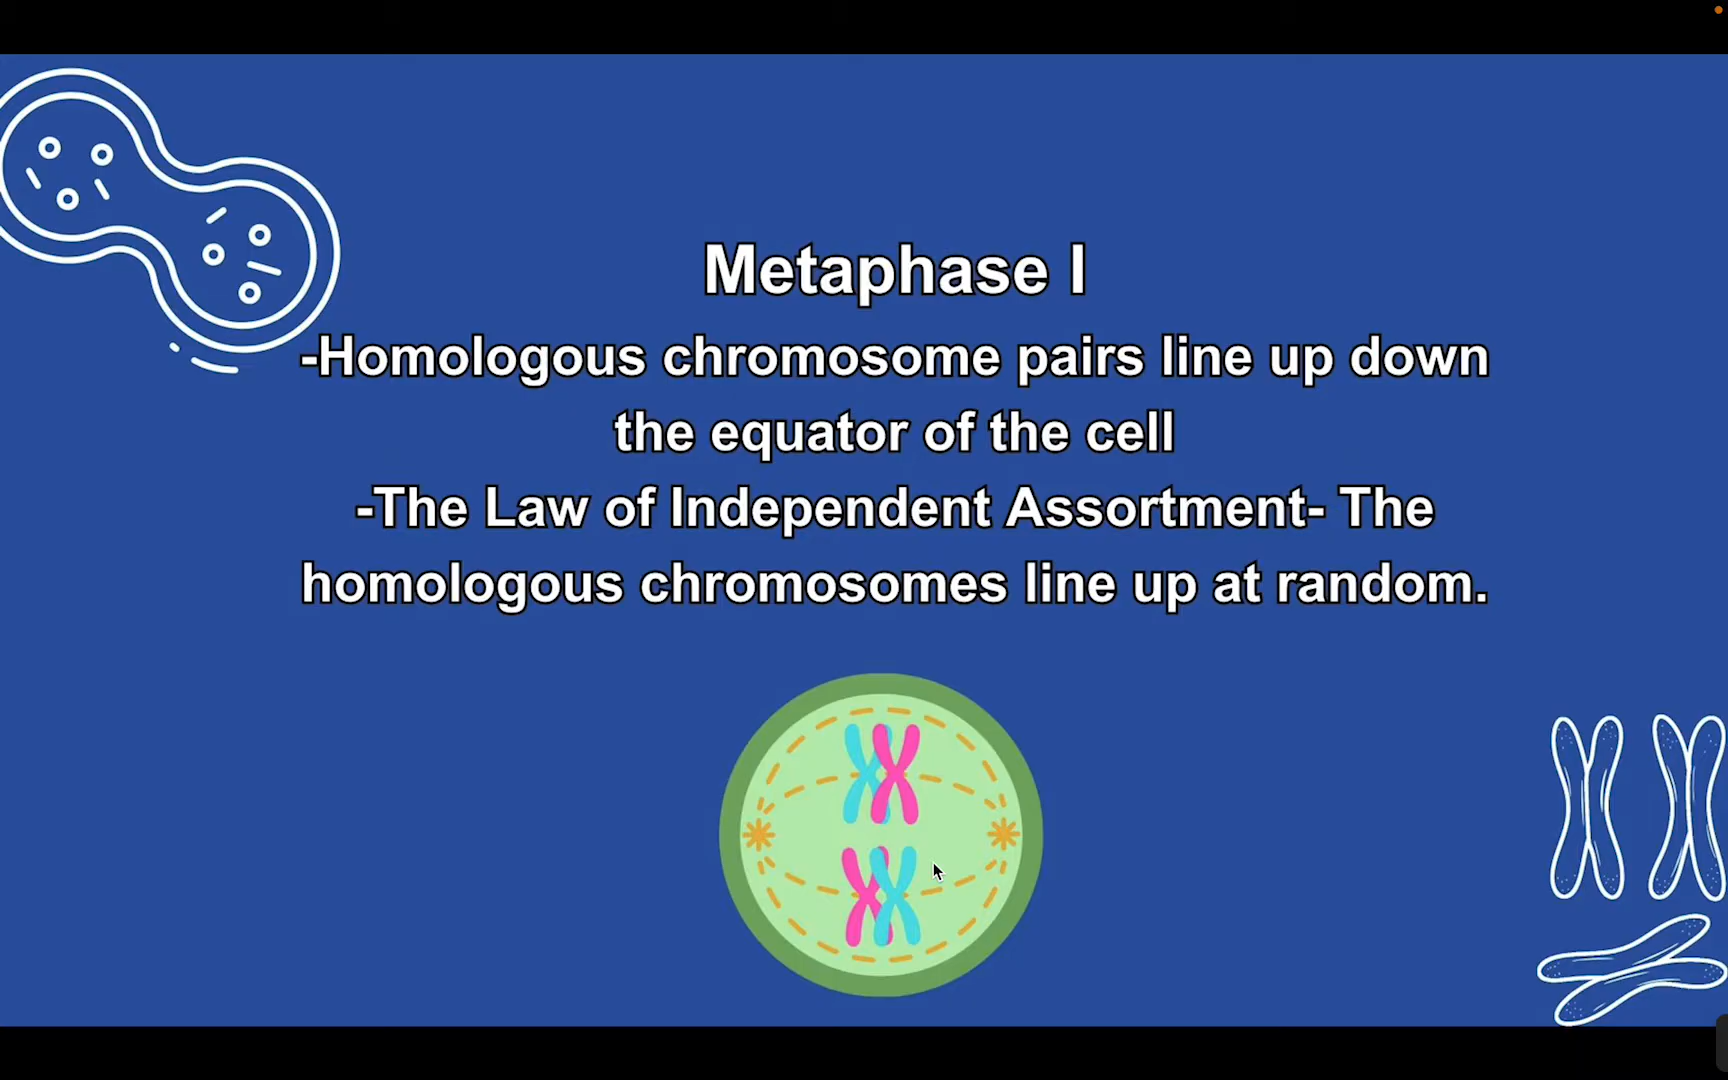 Metaphase I
-Homologous chromosome pairs line up down
the equator of the cell
-The Law of Independent Assortment- The
homologous chromosomes line up at random.